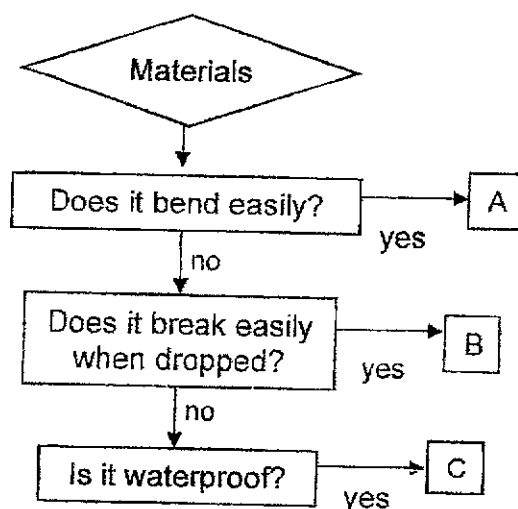 Materials
Does it bend easily?
yes
A
no
Does it break easily
when dropped?
yes
B
no
Is it waterproof?
yes
C